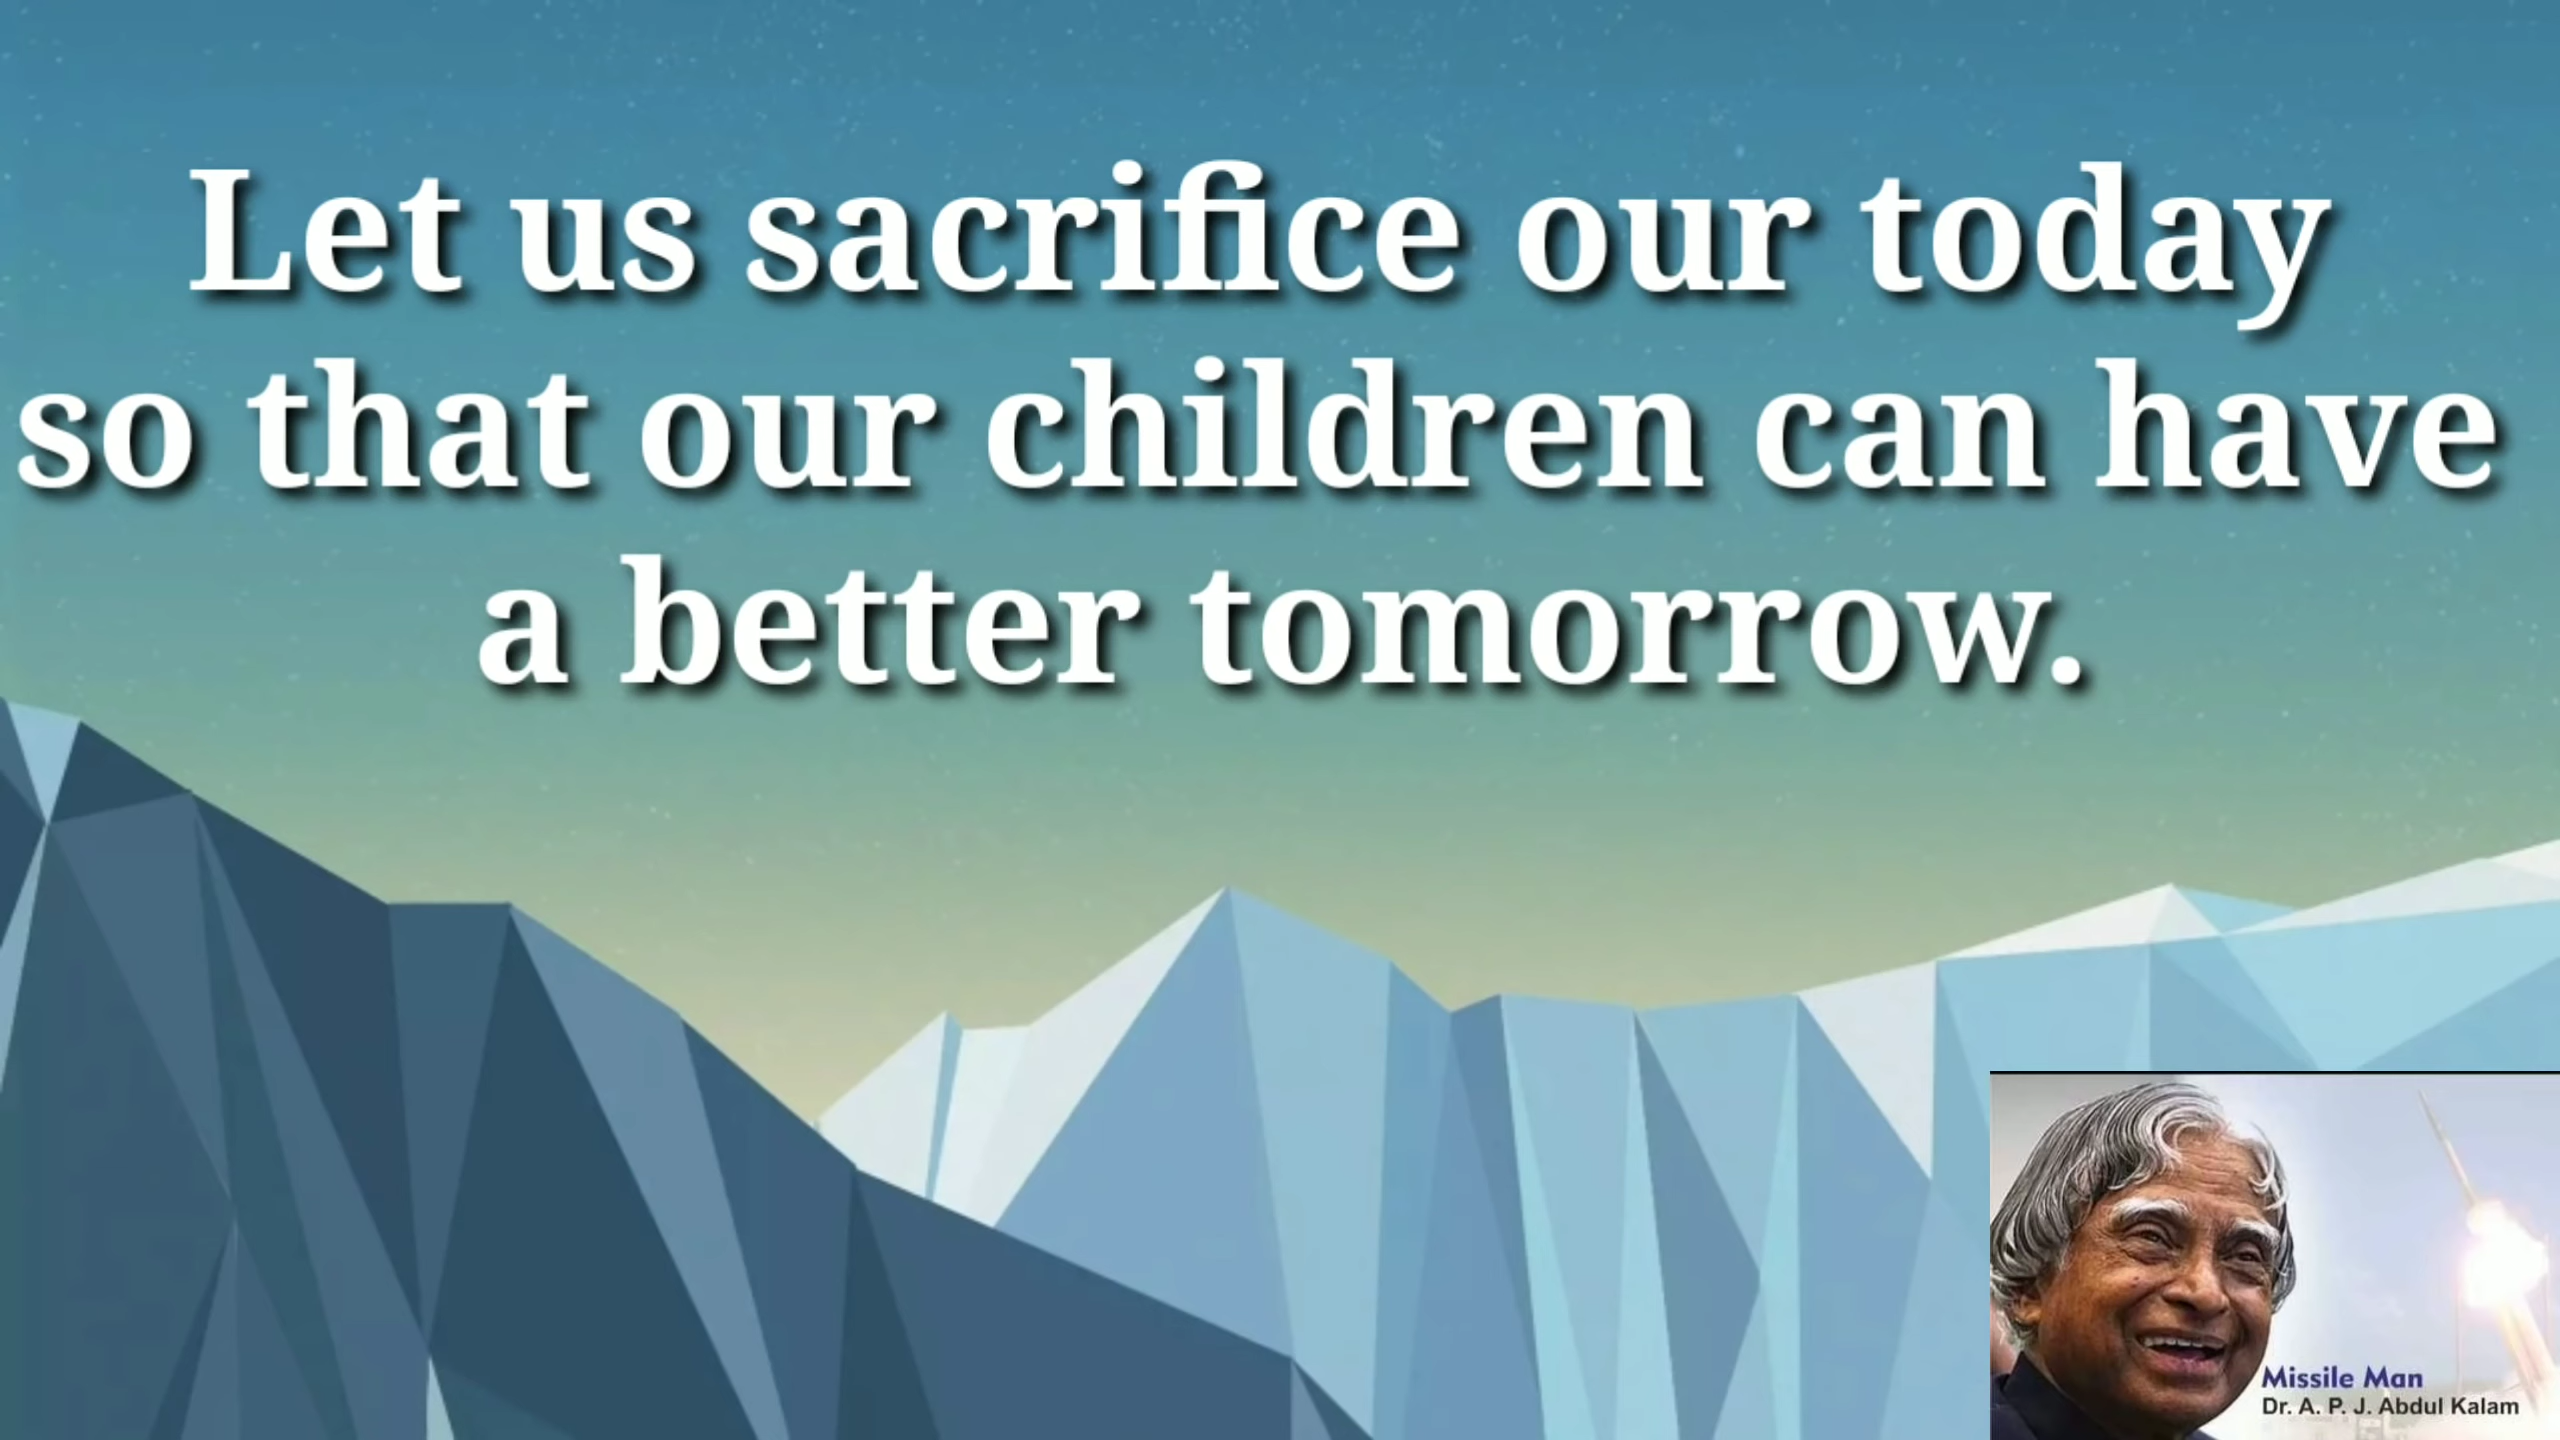 Let us sacrifice our today
so that our children can have
a better tomorrow.
Missile Man
Dr. A. P. J. Abdul Kalam